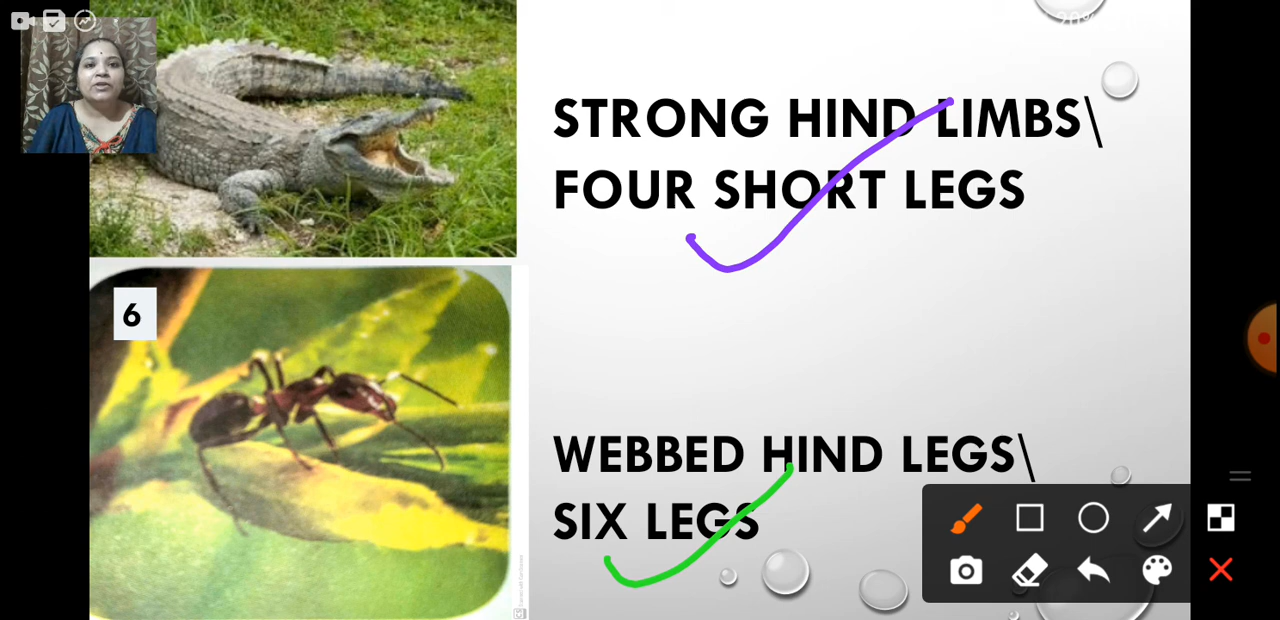 STRONG HIND LIMBS\
FOUR SHORT LEGS
6
WEBBED HIND LEGS\
SIX LEGS